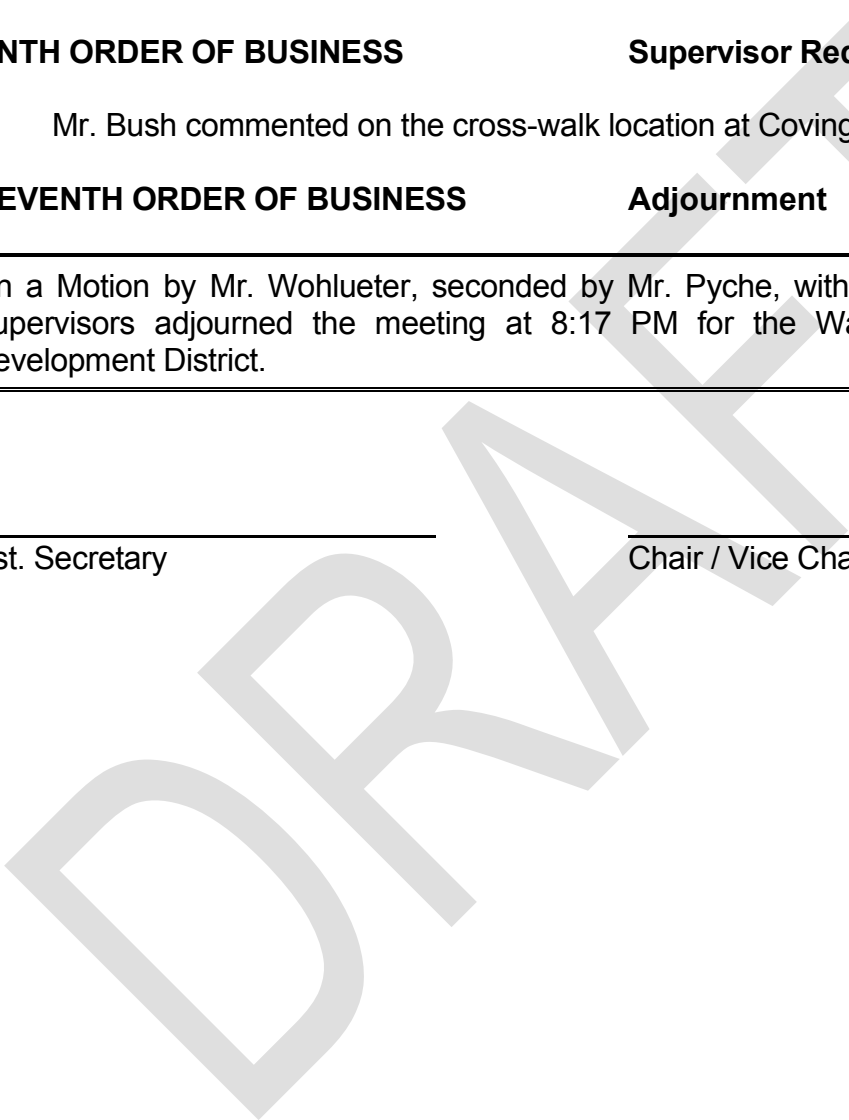 NTH ORDER OF BUSINESS Supervisor Rec
Mr. Bush commented on the cross-walk location at Coving
EVENTH ORDER OF BUSINESS Adjournment
n a Motion by Mr. Wohlueter, seconded by Mr. Pyche, with
upervisors adjourned the meeting at 8:17 PM for the Wa
evelopment District.
st. Secretary Chair / Vice Cha
DRAFT